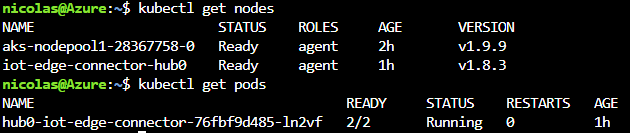 nicolas@Azure:~$ kubectl get nodes
NAME STATUS ROLES AGE VERSION
aks-nodepool1-28367758-0 Ready agent 2h v1.9.9
iot-edge-connector-hub0 Ready agent 1h v1.8.3
nicolas@Azure:~$ kubectl get pods
NAME READY STATUS RESTARTS AGE
hub0-iot-edge-connector-76fbf9d485-ln2vf 2/2 Running 0 1h